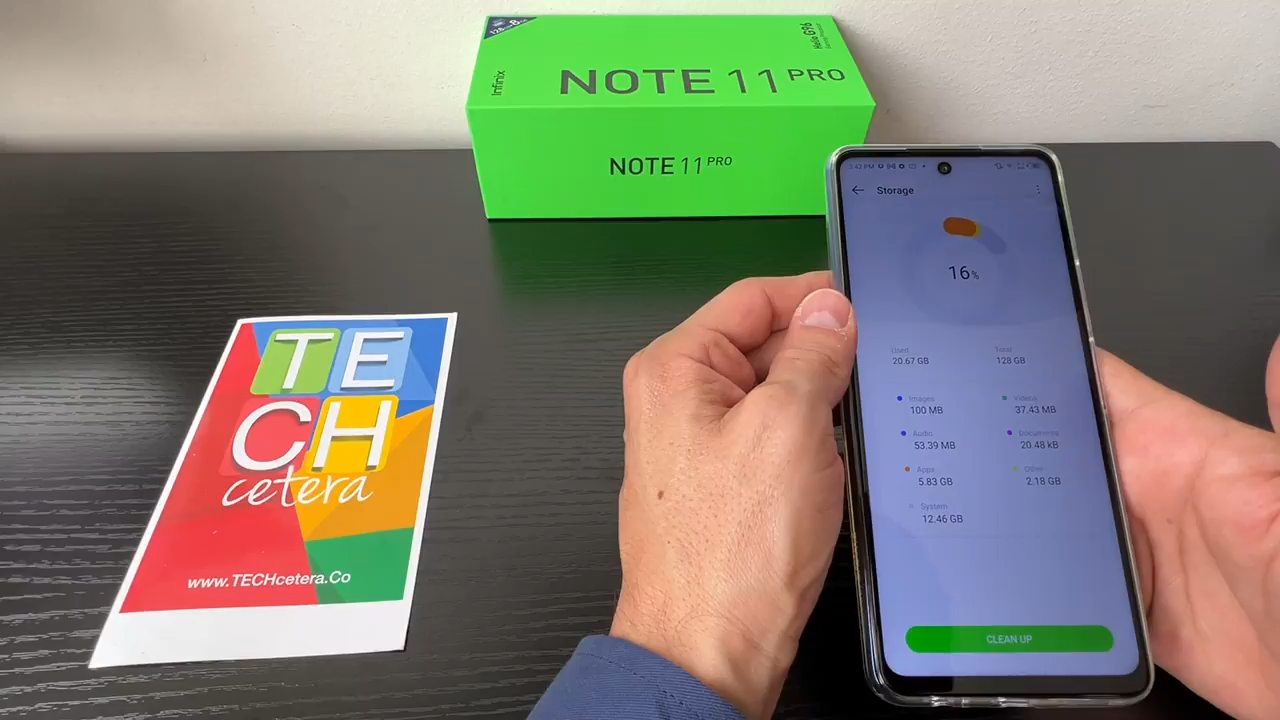 Infinix
NOTE 11 PRO
Helio G96
NOTE 11 PRO
TE
CH
cetera
www.TECHcetera.Co
Storage
16%
Used
20.67 GB
Total
128 GB
Images
100 MB
Videos
37.43 MB
Audio
53.39 MB
Documents
20.48 kB
Apps
5.83 GB
Other
2.18 GB
System
12.46 GB
CLEAN UP